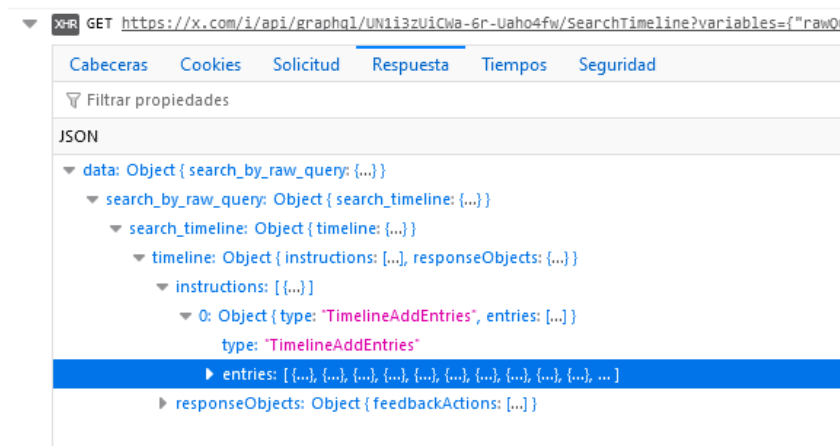 XHR GET https://x.com/i/api/graphql/UN1i3zUiCWa-6r-Uaho4fw/SearchTimeline?variables={"rawQu
Cabeceras Cookies Solicitud Respuesta Tiempos Seguridad
Filtrar propiedades
JSON
data: Object { search_by_raw_query: {…} }
search_by_raw_query: Object { search_timeline: {…} }
search_timeline: Object { timeline: {…} }
timeline: Object { instructions: […], responseObjects: {…} }
instructions: [ {…} ]
0: Object { type: "TimelineAddEntries", entries: […] }
type: "TimelineAddEntries"
entries: [ {…}, {…}, {…}, {…}, {…}, {…}, {…}, {…}, {…}, {…}, … ]
responseObjects: Object { feedbackActions: […] }